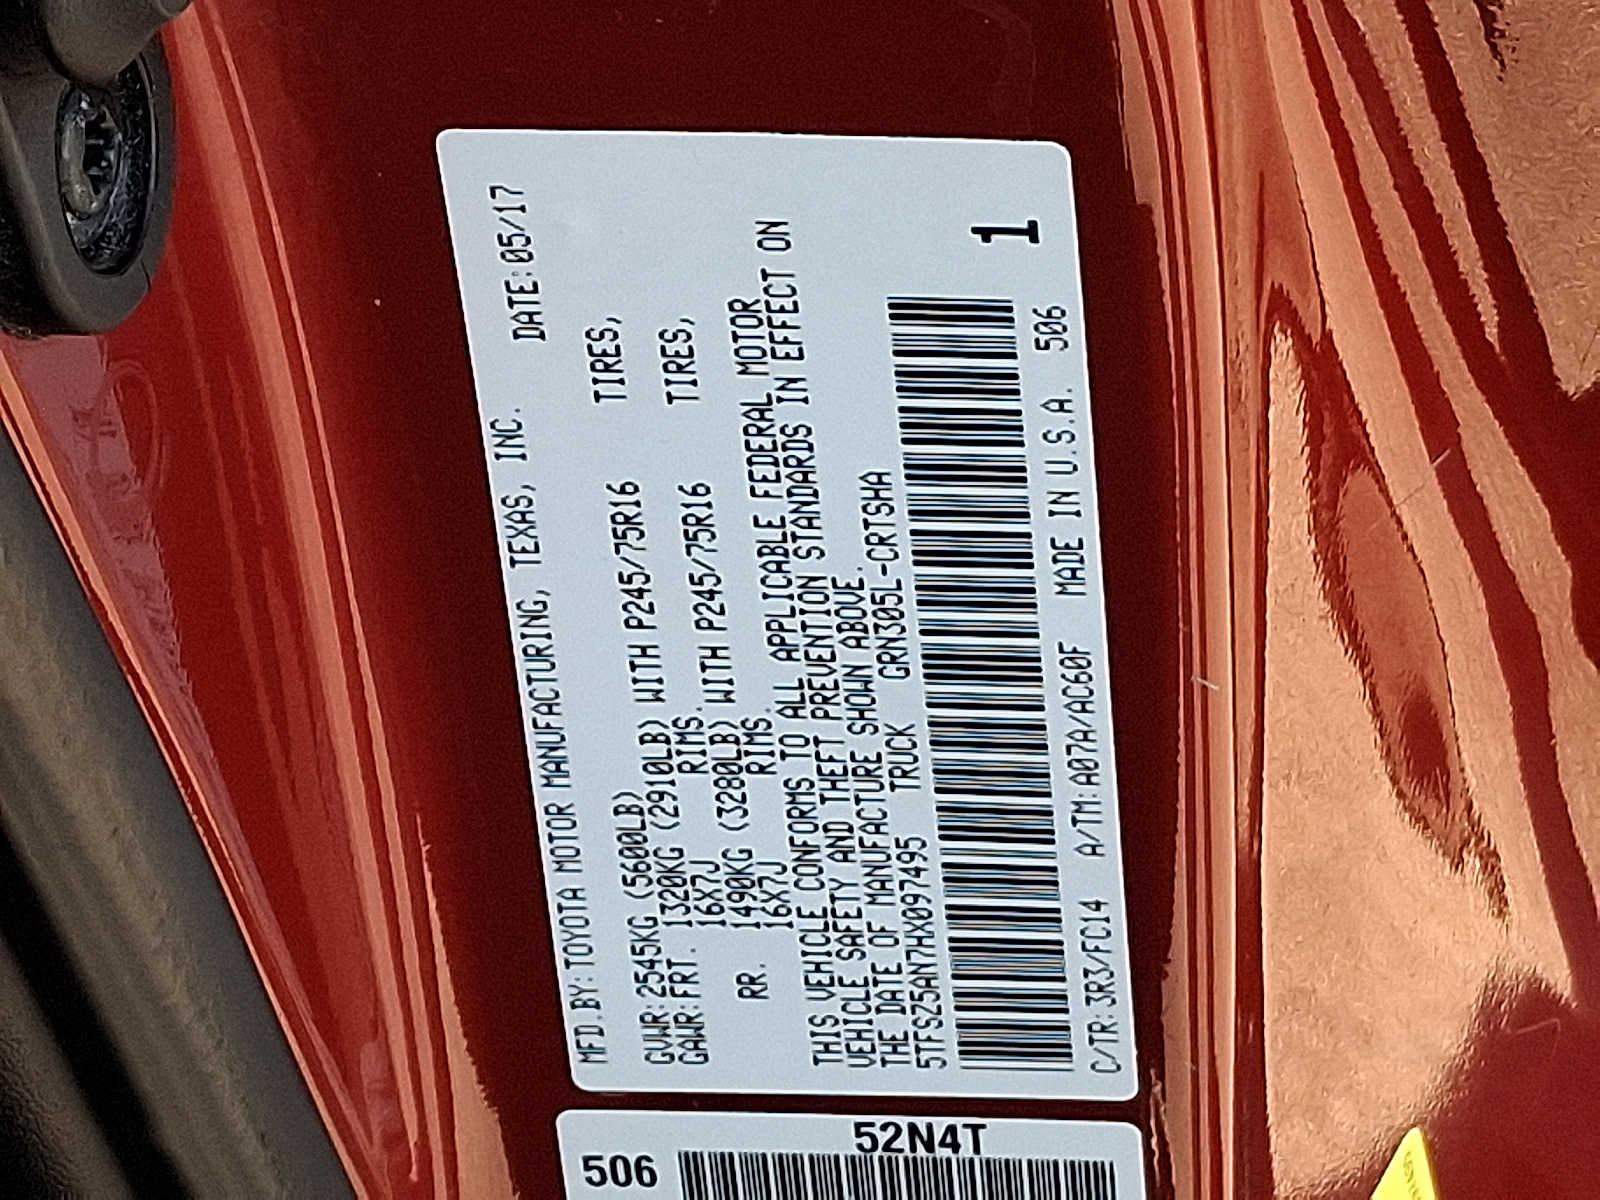 MFD.BY:TOYOTA MOTOR MANUFACTURING, TEXAS, INC. DATE:05/17
GVWR:2545KG (5600LB)
GAWR:FRT. 1320KG (2910LB) WITH P245/75R16 TIRES,
16X7J RIMS.
RR. 1490KG (3280LB) WITH P245/75R16 TIRES,
16X7J RIMS.
THIS VEHICLE CONFORMS TO ALL APPLICABLE FEDERAL MOTOR
VEHICLE SAFETY AND THEFT PREVENTION STANDARDS IN EFFECT ON
THE DATE OF MANUFACTURE SHOWN ABOVE.
5TFSZ5AN7HX097495 TRUCK GRN305L-CRTSHA
1
C/TR:3R3/FC14 A/TM:A07A/AC60F MADE IN U.S.A. 506
506
52N4T